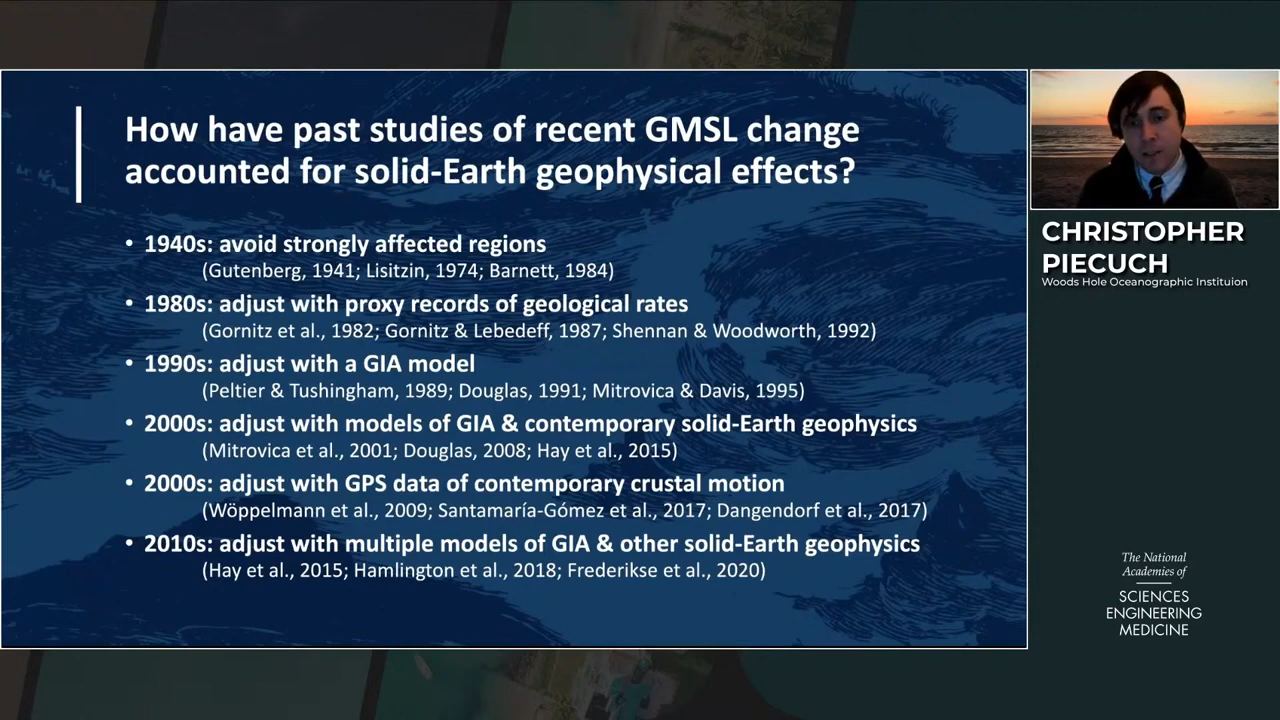 How have past studies of recent GMSL change
accounted for solid-Earth geophysical effects?
• 1940s: avoid strongly affected regions
(Gutenberg, 1941; Lisitzin, 1974; Barnett, 1984)
• 1980s: adjust with proxy records of geological rates
(Gornitz et al., 1982; Gornitz & Lebedeff, 1987; Shennan & Woodworth, 1992)
• 1990s: adjust with a GIA model
(Peltier & Tushingham, 1989; Douglas, 1991; Mitrovica & Davis, 1995)
• 2000s: adjust with models of GIA & contemporary solid-Earth geophysics
(Mitrovica et al., 2001; Douglas, 2008; Hay et al., 2015)
• 2000s: adjust with GPS data of contemporary crustal motion
(Wöppelmann et al., 2009; Santamaría-Gómez et al., 2017; Dangendorf et al., 2017)
• 2010s: adjust with multiple models of GIA & other solid-Earth geophysics
(Hay et al., 2015; Hamlington et al., 2018; Frederikse et al., 2020)
CHRISTOPHER
PIECUCH
Woods Hole Oceanographic Instituion
The National
Academies of
SCIENCES
ENGINEERING
MEDICINE